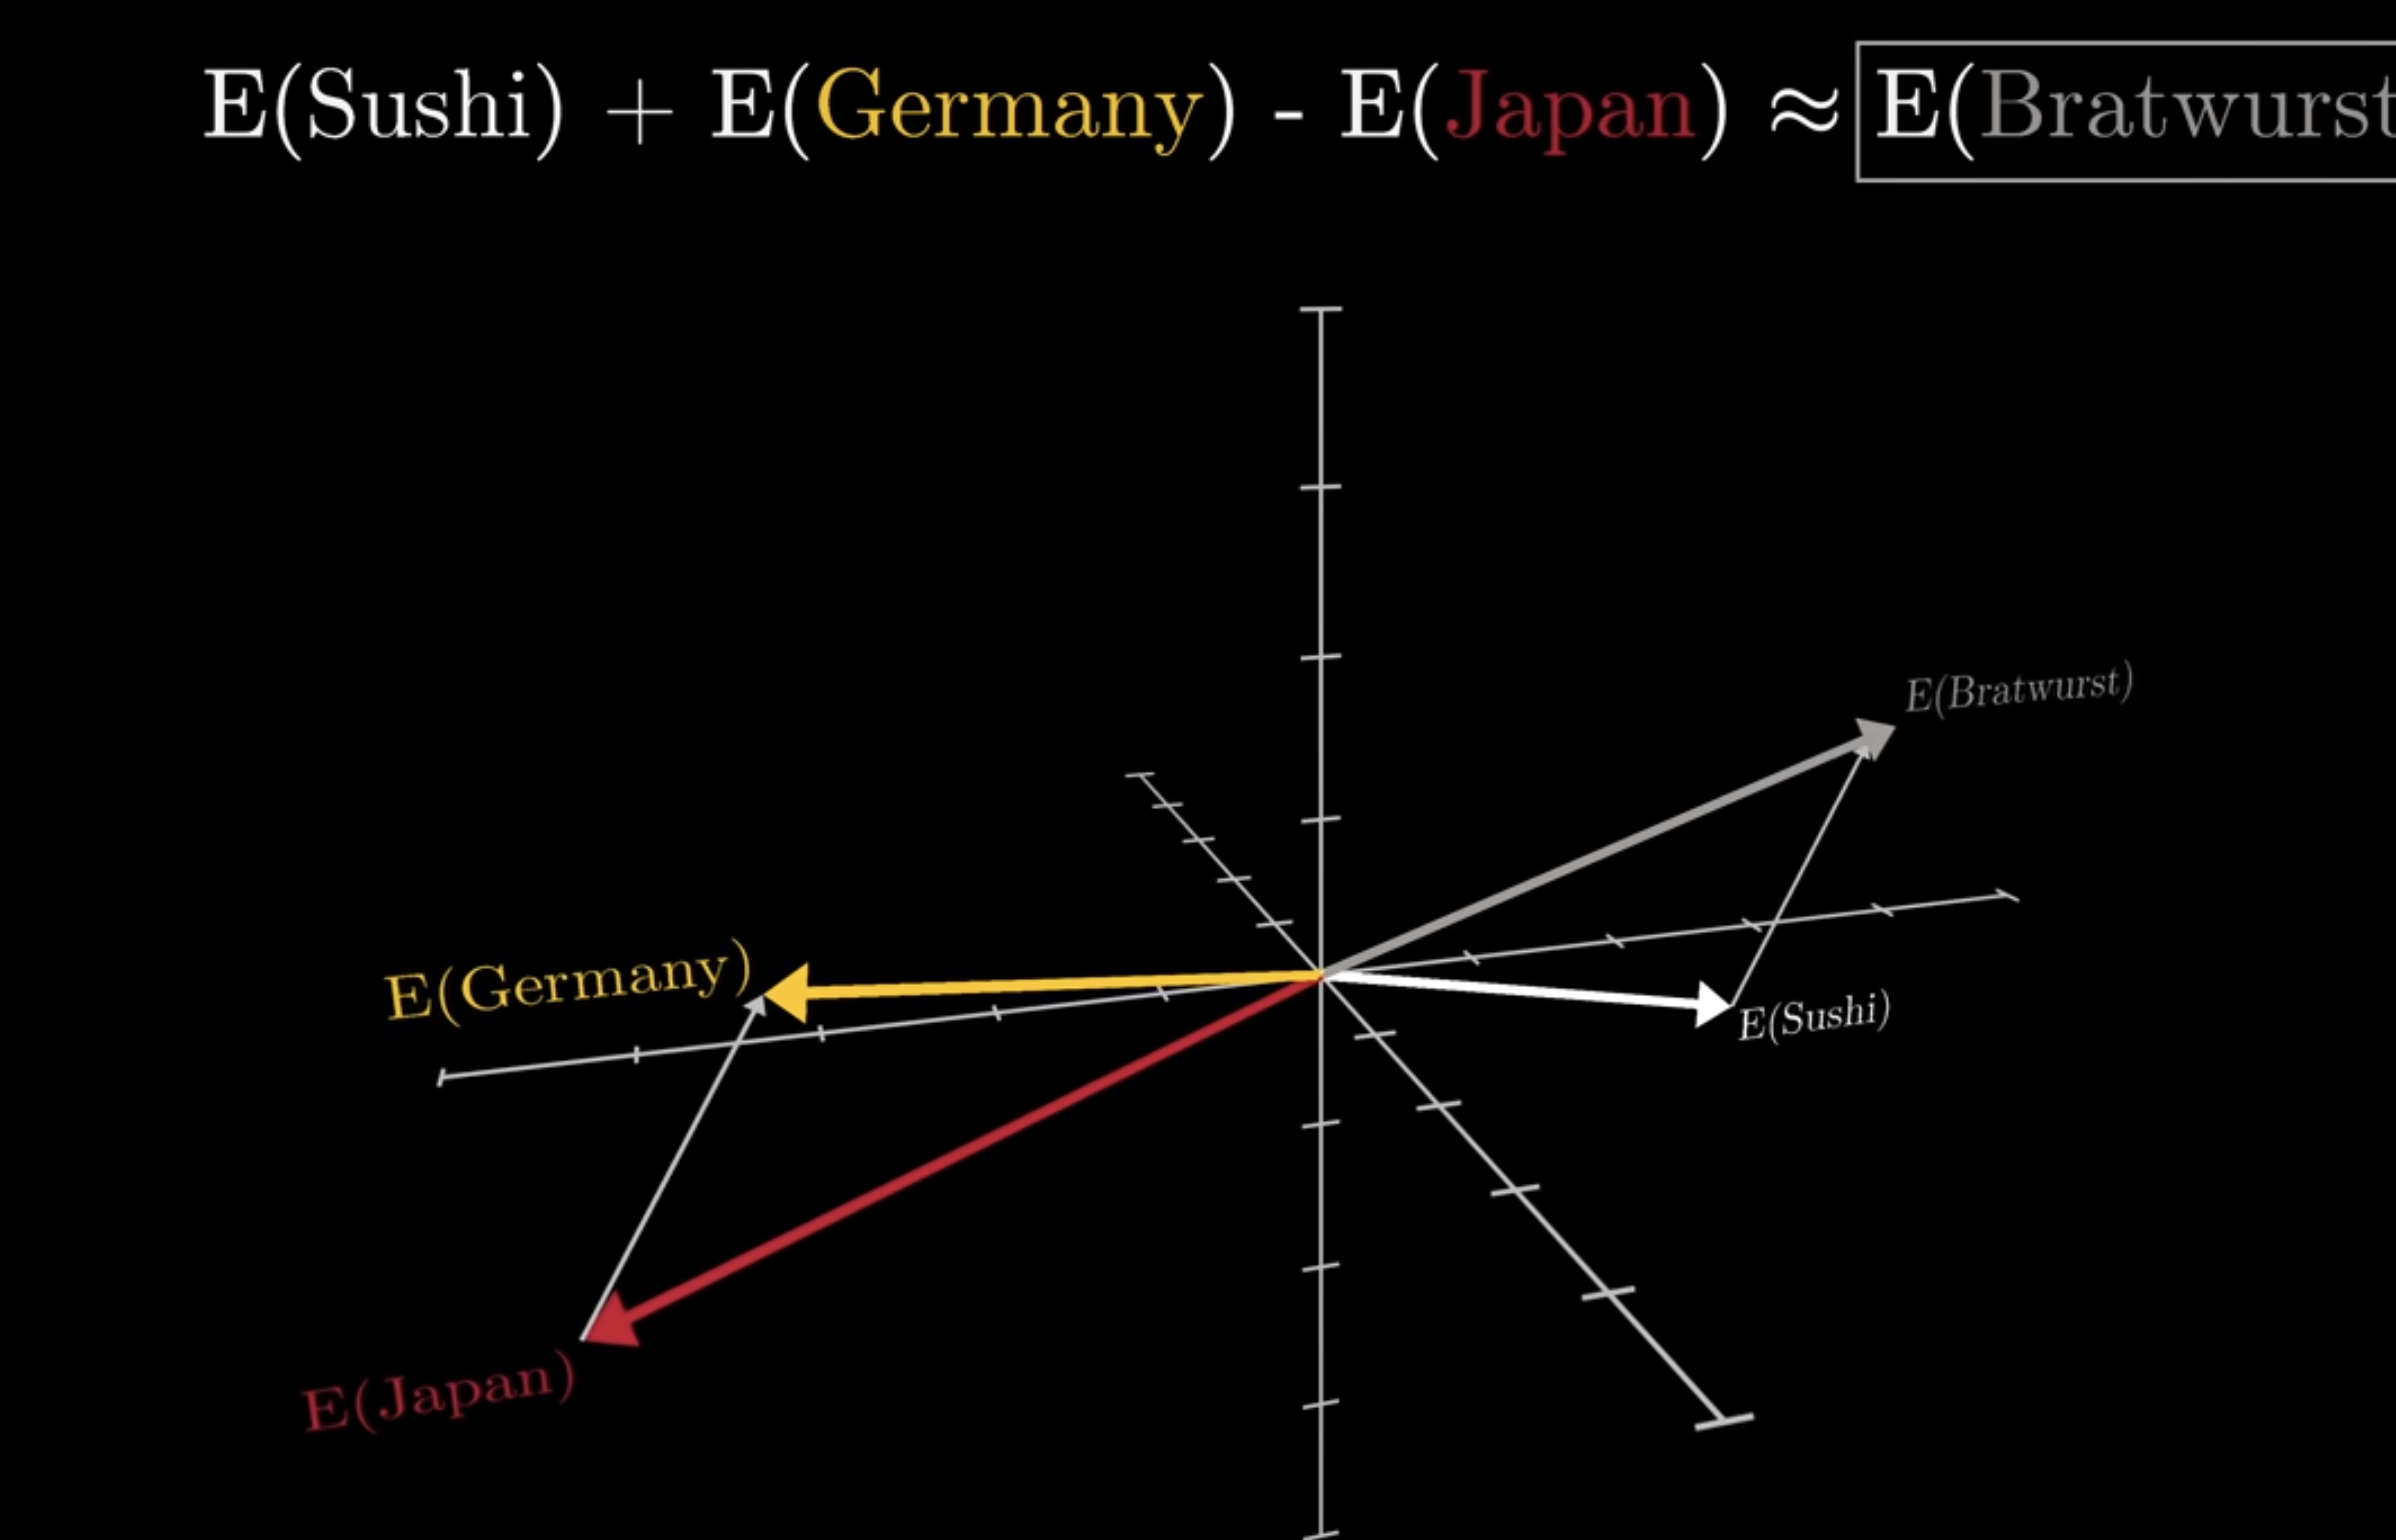 E(Sushi) + E(Germany) - E(Japan) ≈ E(Bratwurst
E(Bratwurst)
E(Germany)
E(Sushi)
E(Japan)